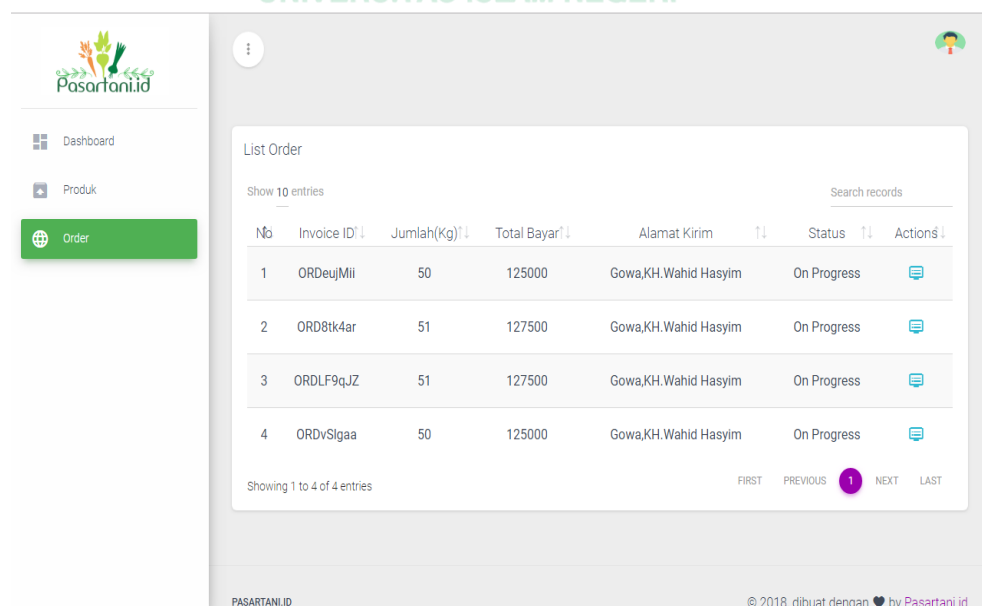 Pasartani.id
Dashboard
Produk
Order
List Order
Show 10 entries
Search records
No Invoice ID Jumlah(Kg) Total Bayar Alamat Kirim Status Actions
1 ORDeujMii 50 125000 Gowa,KH.Wahid Hasyim On Progress
2 ORD8tk4ar 51 127500 Gowa,KH.Wahid Hasyim On Progress
3 ORDLF9qJZ 51 127500 Gowa,KH.Wahid Hasyim On Progress
4 ORDvSlgaa 50 125000 Gowa,KH.Wahid Hasyim On Progress
Showing 1 to 4 of 4 entries
FIRST PREVIOUS 1 NEXT LAST
PASARTANI.ID
© 2018, dibuat dengan by Pasartani.id